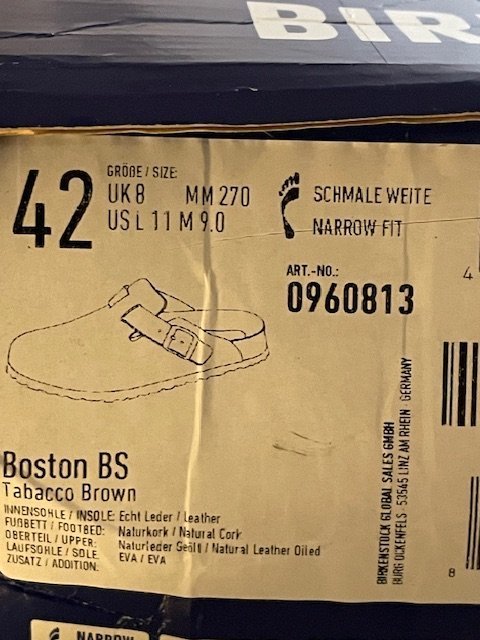 BIR
42
GRÖßE / SIZE:
UK 8 MM 270
US L 11 M 9.0
SCHMALE WEITE
NARROW FIT
ART.-NO.:
0960813
4
Boston BS
Tabacco Brown
INNENSOHLE / INSOLE: Echt Leder / Leather
FUßBETT / FOOTBED: Naturkork / Natural Cork
OBERTEIL / UPPER: Naturleder Geölt / Natural Leather Oiled
LAUFSOHLE / SOLE: EVA / EVA
ZUSATZ / ADDITION:
BIRKENSTOCK GLOBAL SALES GMBH
BURG OCKENFELS · 53545 LINZ AM RHEIN · GERMANY
8
NARROW